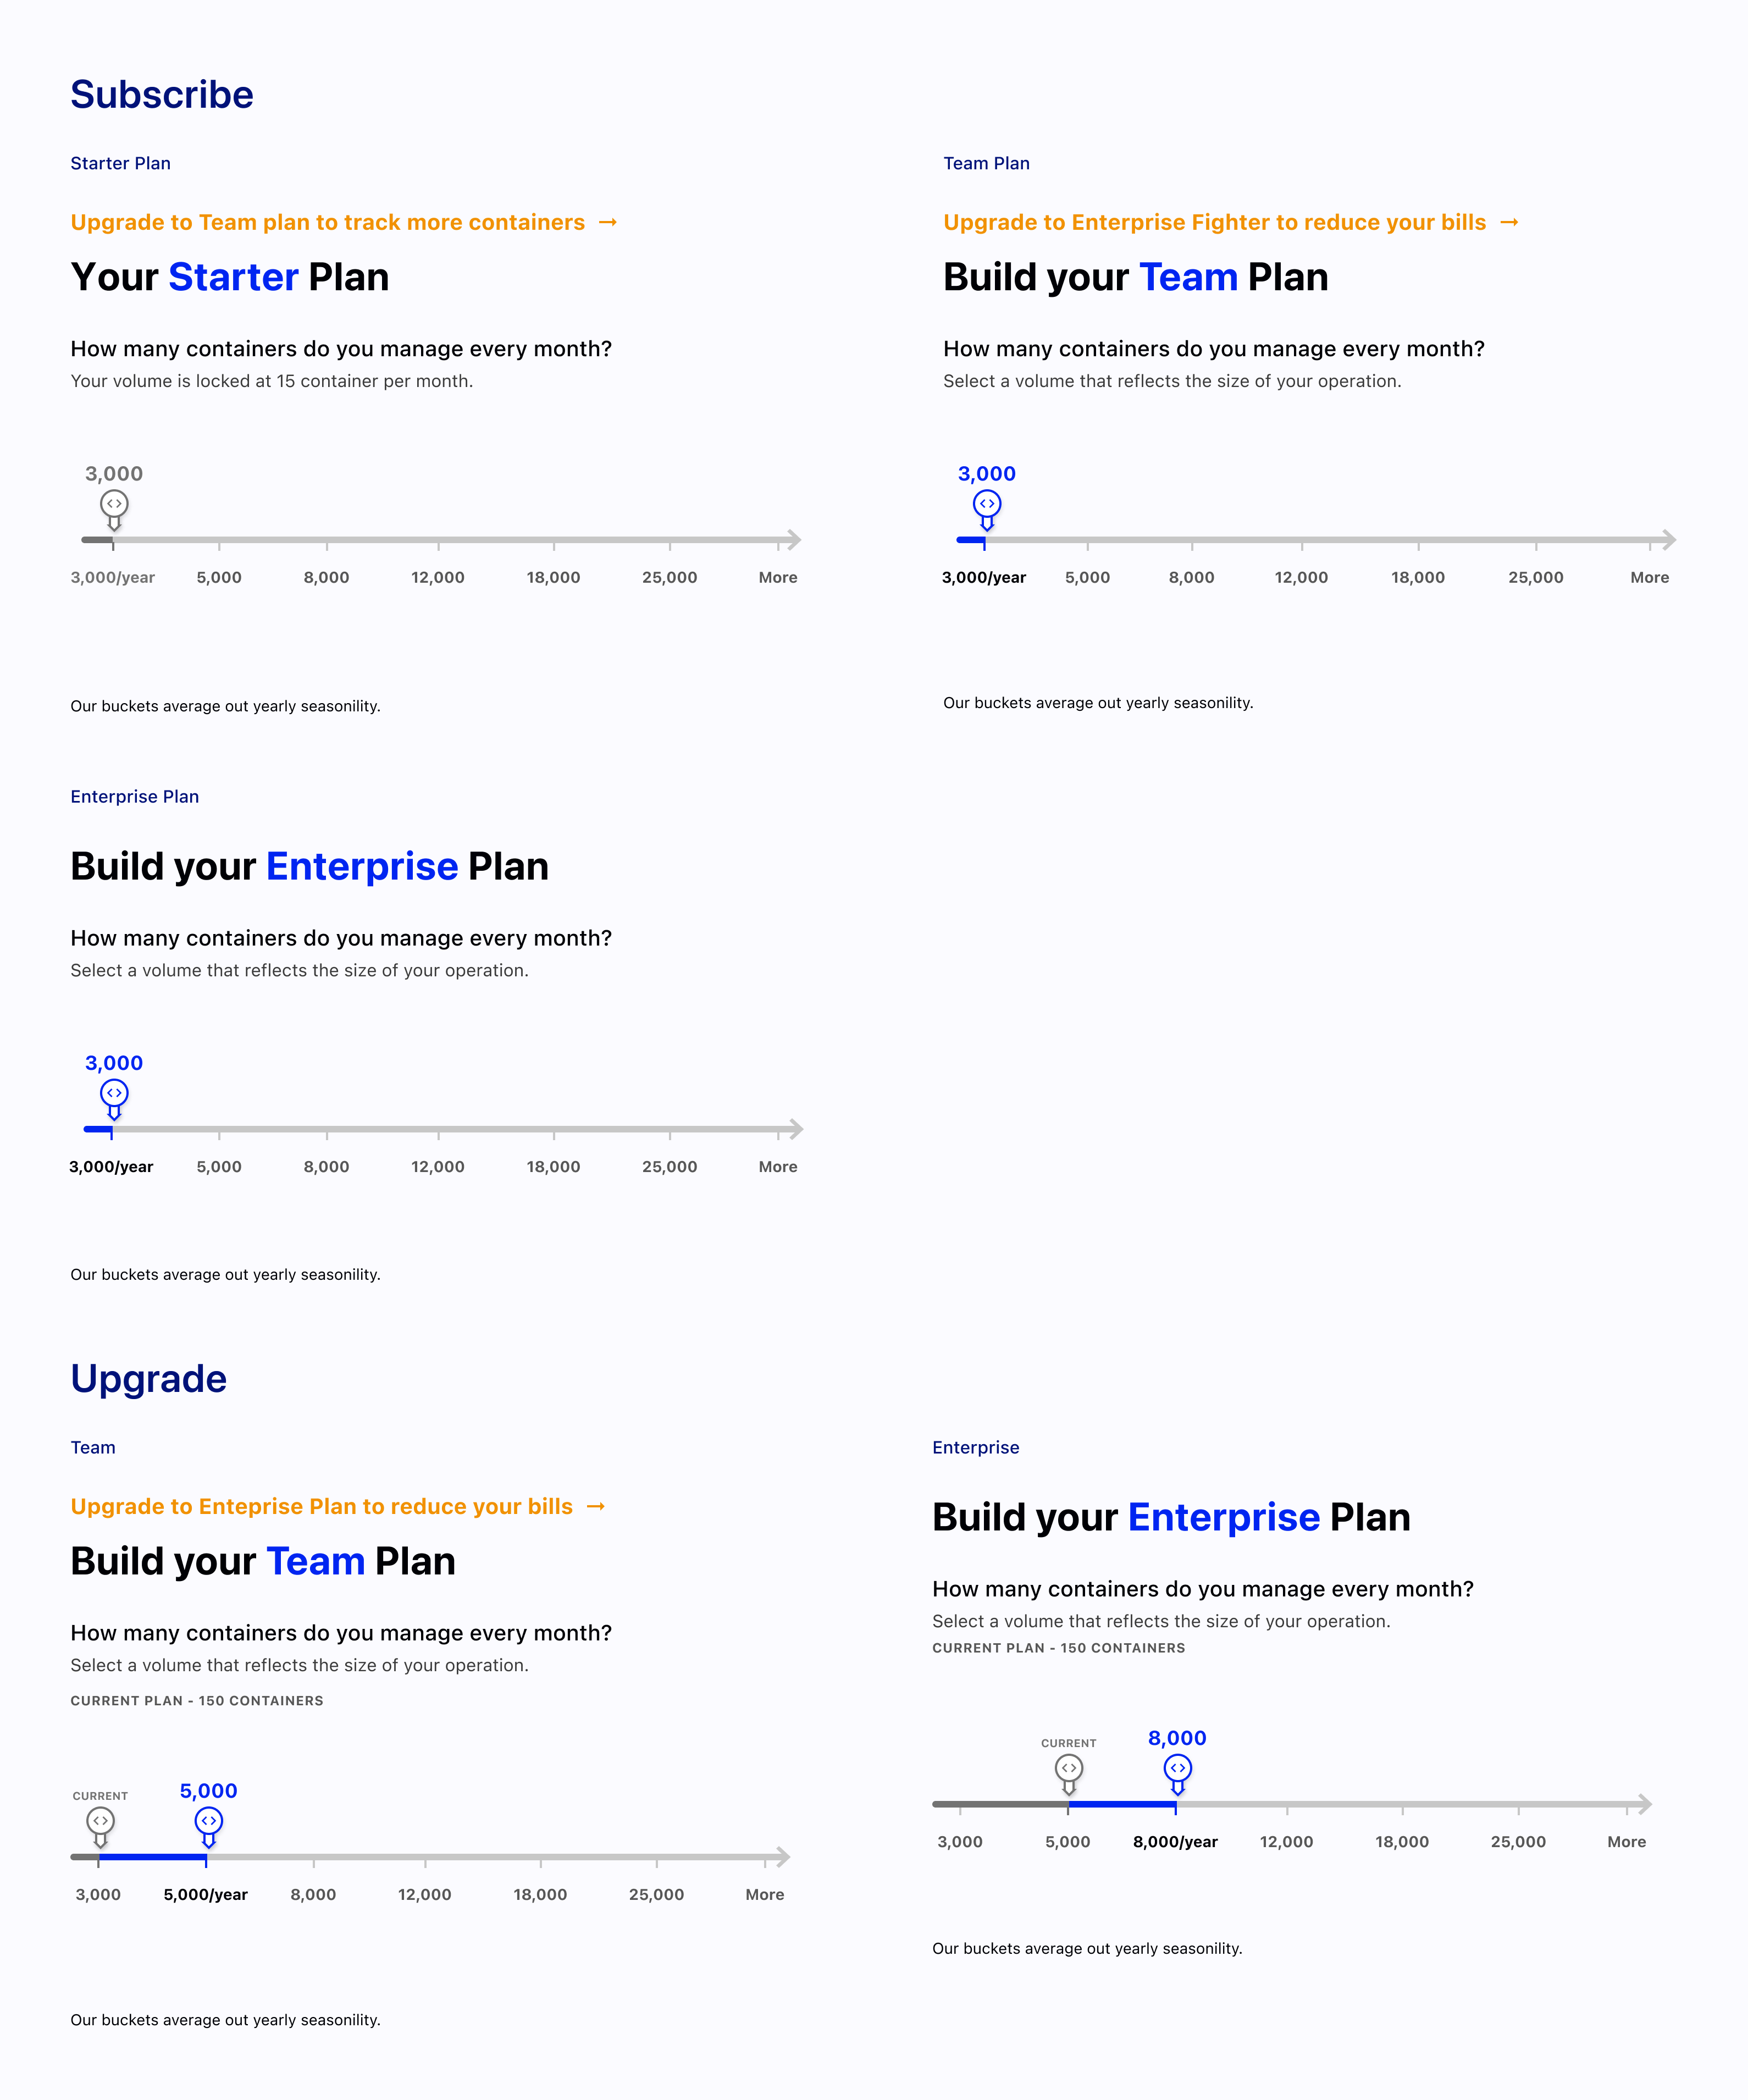 Subscribe
Starter Plan
Upgrade to Team plan to track more containers →
Your Starter Plan
How many containers do you manage every month?
Your volume is locked at 15 container per month.
3,000
3,000/year 5,000 8,000 12,000 18,000 25,000 More
Our buckets average out yearly seasonility.
Team Plan
Upgrade to Enterprise Fighter to reduce your bills →
Build your Team Plan
How many containers do you manage every month?
Select a volume that reflects the size of your operation.
3,000
3,000/year 5,000 8,000 12,000 18,000 25,000 More
Our buckets average out yearly seasonility.
Enterprise Plan
Build your Enterprise Plan
How many containers do you manage every month?
Select a volume that reflects the size of your operation.
3,000
3,000/year 5,000 8,000 12,000 18,000 25,000 More
Our buckets average out yearly seasonility.
Upgrade
Team
Upgrade to Enteprise Plan to reduce your bills →
Build your Team Plan
How many containers do you manage every month?
Select a volume that reflects the size of your operation.
CURRENT PLAN - 150 CONTAINERS
CURRENT 5,000
3,000 5,000/year 8,000 12,000 18,000 25,000 More
Our buckets average out yearly seasonility.
Enterprise
Build your Enterprise Plan
How many containers do you manage every month?
Select a volume that reflects the size of your operation.
CURRENT PLAN - 150 CONTAINERS
CURRENT 8,000
3,000 5,000 8,000/year 12,000 18,000 25,000 More
Our buckets average out yearly seasonility.